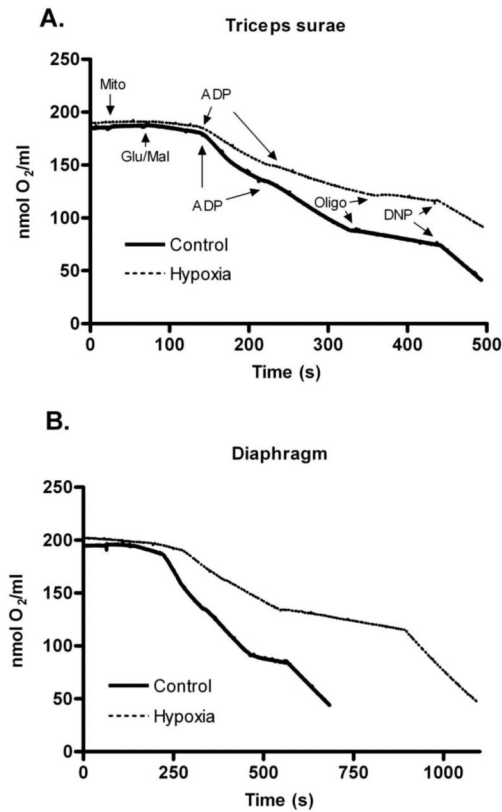 A.
Triceps surae
250
200
150
100
50
0
nmol O₂/ml
Mito
Glu/Mal
ADP
ADP
Oligo
DNP
Control
Hypoxia
0 100 200 300 400 500
Time (s)
B.
Diaphragm
250
200
150
100
50
0
nmol O₂/ml
Control
Hypoxia
0 250 500 750 1000
Time (s)